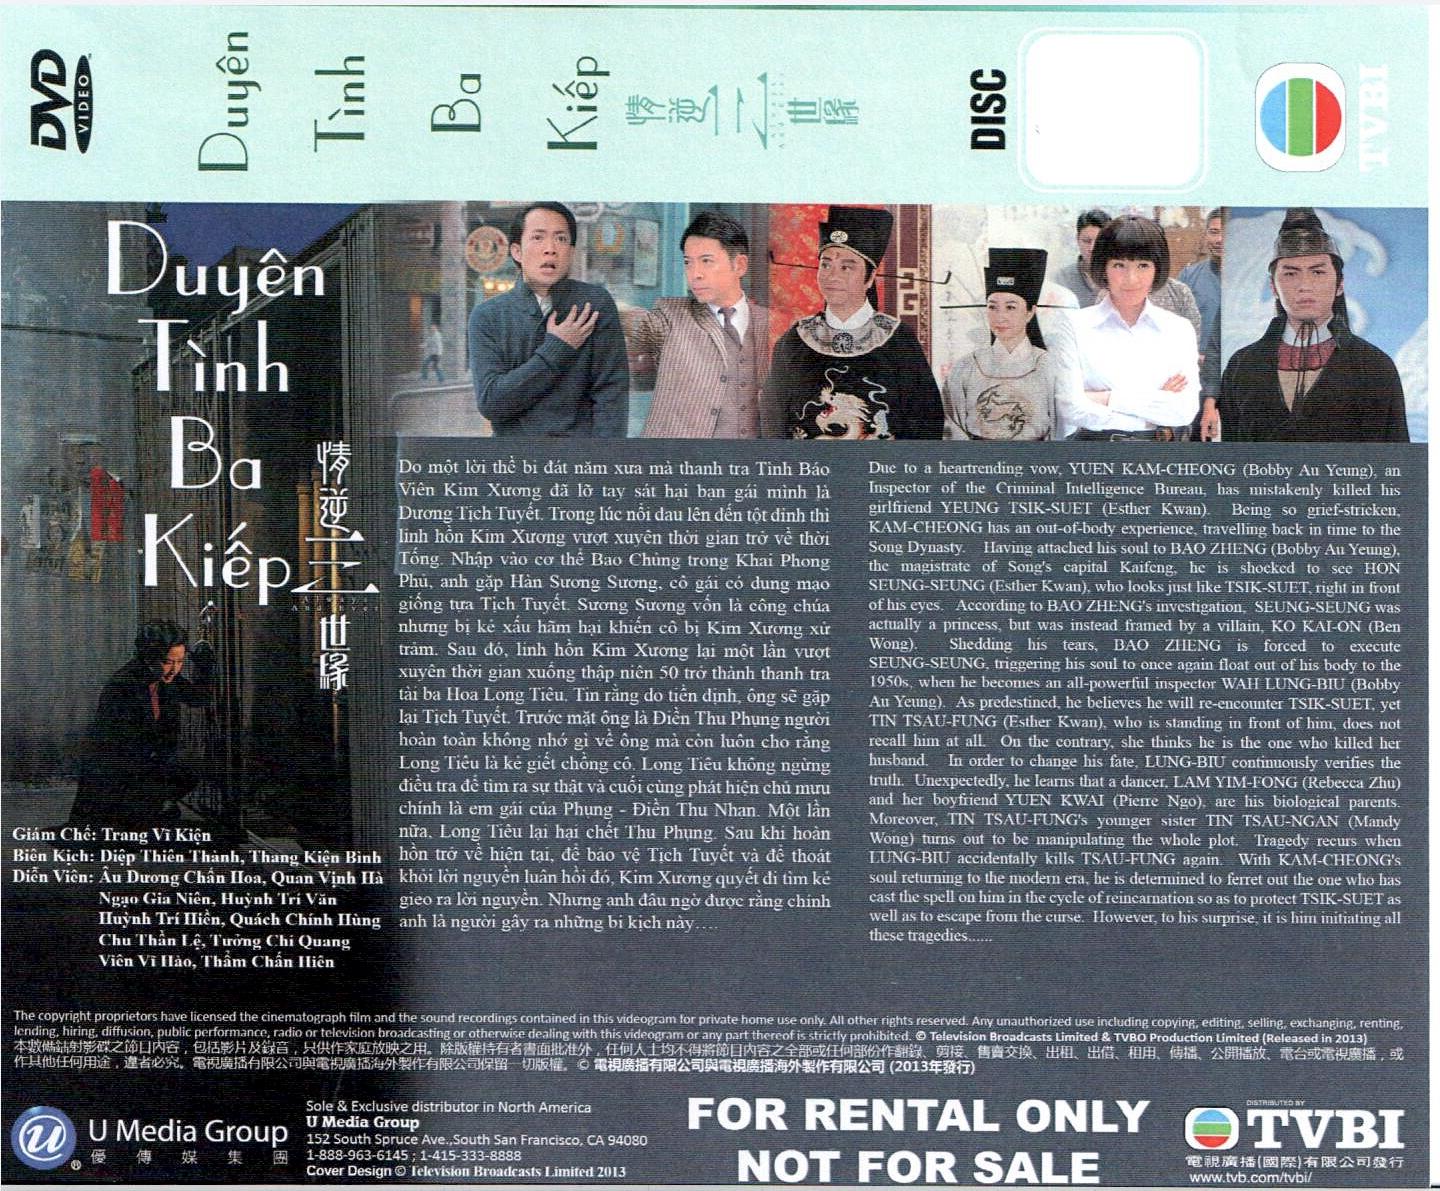 DVD
VIDEO
Duyên Tình Ba Kiếp
情逆三世緣
DISC
TVBI
Duyên
Tình
Ba
Kiếp
情逆三世緣
Always And Ever
Giám Chế: Trang Vĩ Kiện
Biên Kịch: Diệp Thiên Thành, Thang Kiện Bình
Diễn Viên: Âu Dương Chấn Hoa, Quan Vịnh Hà
Ngao Gia Niên, Huỳnh Trí Văn
Huỳnh Trí Hiền, Quách Chính Hùng
Chu Thần Lệ, Tưởng Chí Quang
Viên Vĩ Hào, Thẩm Chấn Hiên
Do một lời thề bi đát năm xưa mà thanh tra Tình Báo
Viên Kim Xương đã lỡ tay sát hại bạn gái mình là
Dương Tịch Tuyết. Trong lúc nỗi đau lên đến tột đỉnh thì
linh hồn Kim Xương vượt xuyên thời gian trở về thời
Tống. Nhập vào cơ thể Bao Chửng trong Khai Phong
Phủ, anh gặp Hàn Sương Sương, cô gái có dung mạo
giống tựa Tịch Tuyết. Sương Sương vốn là công chúa
nhưng bị kẻ xấu hãm hại khiến cô bị Kim Xương xử
trảm. Sau đó, linh hồn Kim Xương lại một lần vượt
xuyên thời gian xuống thập niên 50 trở thành thanh tra
tài ba Hoa Long Tiêu. Tin rằng do tiền định, ông sẽ gặp
lại Tịch Tuyết. Trước mặt ông là Điền Thu Phụng người
hoàn toàn không nhớ gì về ông mà còn luôn cho rằng
Long Tiêu là kẻ giết chồng cô. Long Tiêu không ngừng
điều tra để tìm ra sự thật và cuối cùng phát hiện chủ mưu
chính là em gái của Phụng - Điền Thu Nhạn. Một lần
nữa, Long Tiêu lại hại chết Thu Phụng. Sau khi hoàn
hồn trở về hiện tại, để bảo vệ Tịch Tuyết và để thoát
khỏi lời nguyền luân hồi đó, Kim Xương quyết đi tìm kẻ
gieo ra lời nguyền. Nhưng anh đâu ngờ được rằng chính
anh là người gây ra những bi kịch này….
Due to a heartrending vow, YUEN KAM-CHEONG (Bobby Au Yeung), an
Inspector of the Criminal Intelligence Bureau, has mistakenly killed his
girlfriend YEUNG TSIK-SUET (Esther Kwan). Being so grief-stricken,
KAM-CHEONG has an out-of-body experience, travelling back in time to the
Song Dynasty. Having attached his soul to BAO ZHENG (Bobby Au Yeung),
the magistrate of Song's capital Kaifeng, he is shocked to see HON
SEUNG-SEUNG (Esther Kwan), who looks just like TSIK-SUET, right in front
of his eyes. According to BAO ZHENG's investigation, SEUNG-SEUNG was
actually a princess, but was instead framed by a villain, KO KAI-ON (Ben
Wong). Shedding his tears, BAO ZHENG is forced to execute
SEUNG-SEUNG, triggering his soul to once again float out of his body to the
1950s, when he becomes an all-powerful inspector WAH LUNG-BIU (Bobby
Au Yeung). As predestined, he believes he will re-encounter TSIK-SUET, yet
TIN TSAU-FUNG (Esther Kwan), who is standing in front of him, does not
recall him at all. On the contrary, she thinks he is the one who killed her
husband. In order to change his fate, LUNG-BIU continuously verifies the
truth. Unexpectedly, he learns that a dancer, LAM YIM-FONG (Rebecca Zhu)
and her boyfriend YUEN KWAI (Pierre Ngo), are his biological parents.
Moreover, TIN TSAU-FUNG's younger sister TIN TSAU-NGAN (Mandy
Wong) turns out to be manipulating the whole plot. Tragedy recurs when
LUNG-BIU accidentally kills TSAU-FUNG again. With KAM-CHEONG's
soul returning to the modern era, he is determined to ferret out the one who has
cast the spell on him in the cycle of reincarnation so as to protect TSIK-SUET as
well as to escape from the curse. However, to his surprise, it is him initiating all
these tragedies......
The copyright proprietors have licensed the cinematograph film and the sound recordings contained in this videogram for private home use only. All other rights reserved. Any unauthorized use including copying, editing, selling, exchanging, renting,
lending, hiring, diffusion, public performance, radio or television broadcasting or otherwise dealing with this videogram or any part thereof is strictly prohibited. © Television Broadcasts Limited & TVBO Production Limited (Released in 2013)
本數碼鐳射影碟之節目內容，包括影片及錄音，只供作家庭放映之用。除版權持有者書面批准外，任何人士均不得將節目內容之全部或任何部份作翻錄、剪接、售賣交換、出租、出借、租用、傳播、公開播放、電台或電視廣播，或
作其他任何用途，違者必究。電視廣播有限公司與電視廣播海外製作有限公司保留一切版權。© 電視廣播有限公司與電視廣播海外製作有限公司 (2013年發行)
U Media Group
優傳媒集團
Sole & Exclusive distributor in North America
U Media Group
152 South Spruce Ave.,South San Francisco, CA 94080
1-888-963-6145 ; 1-415-333-8888
Cover Design © Television Broadcasts Limited 2013
FOR RENTAL ONLY
NOT FOR SALE
DISTRIBUTED BY
TVBI
電視廣播(國際)有限公司發行
www.tvb.com/tvbi/